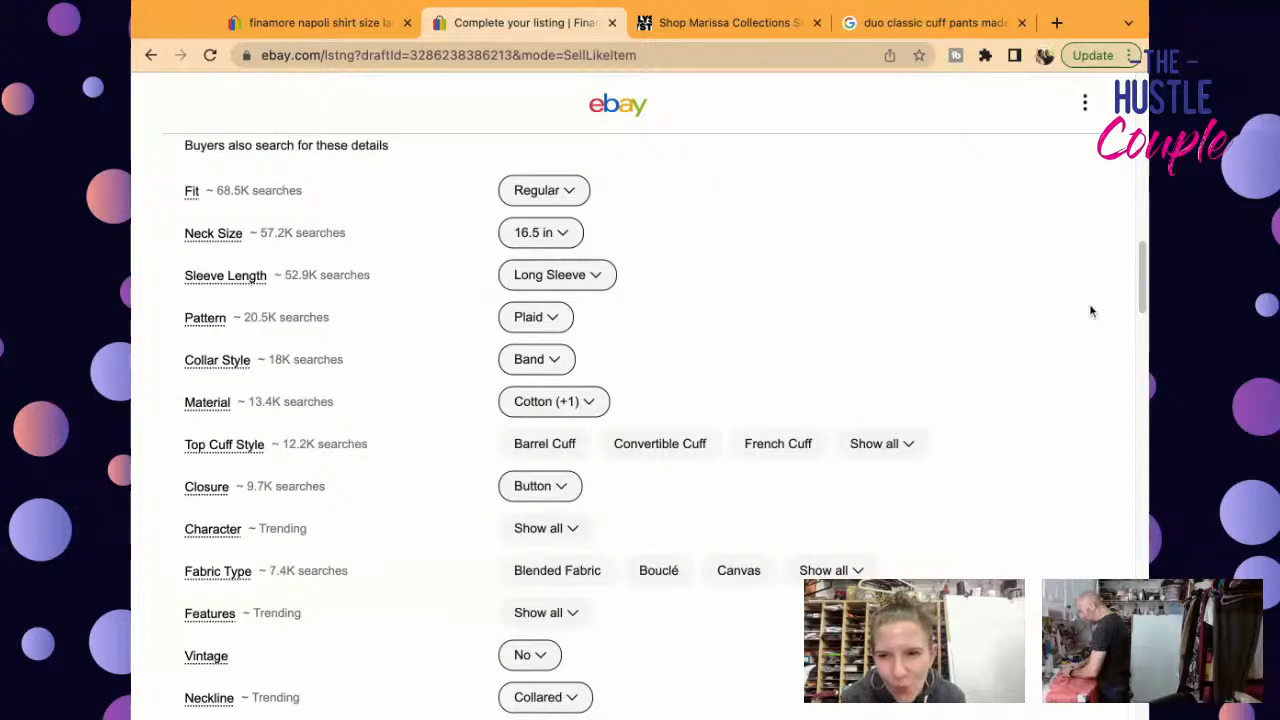 finamore napoli shirt size la
Complete your listing | Fina
Shop Marissa Collections S
duo classic cuff pants made
ebay.com/lstng?draftId=3286238386213&mode=SellLikeItem
Update
THE
HUSTLE
Couple
ebay
Buyers also search for these details
Fit ~ 68.5K searches Regular
Neck Size ~ 57.2K searches 16.5 in
Sleeve Length ~ 52.9K searches Long Sleeve
Pattern ~ 20.5K searches Plaid
Collar Style ~ 18K searches Band
Material ~ 13.4K searches Cotton (+1)
Top Cuff Style ~ 12.2K searches Barrel Cuff Convertible Cuff French Cuff Show all
Closure ~ 9.7K searches Button
Character ~ Trending Show all
Fabric Type ~ 7.4K searches Blended Fabric Bouclé Canvas Show all
Features ~ Trending Show all
Vintage No
Neckline ~ Trending Collared